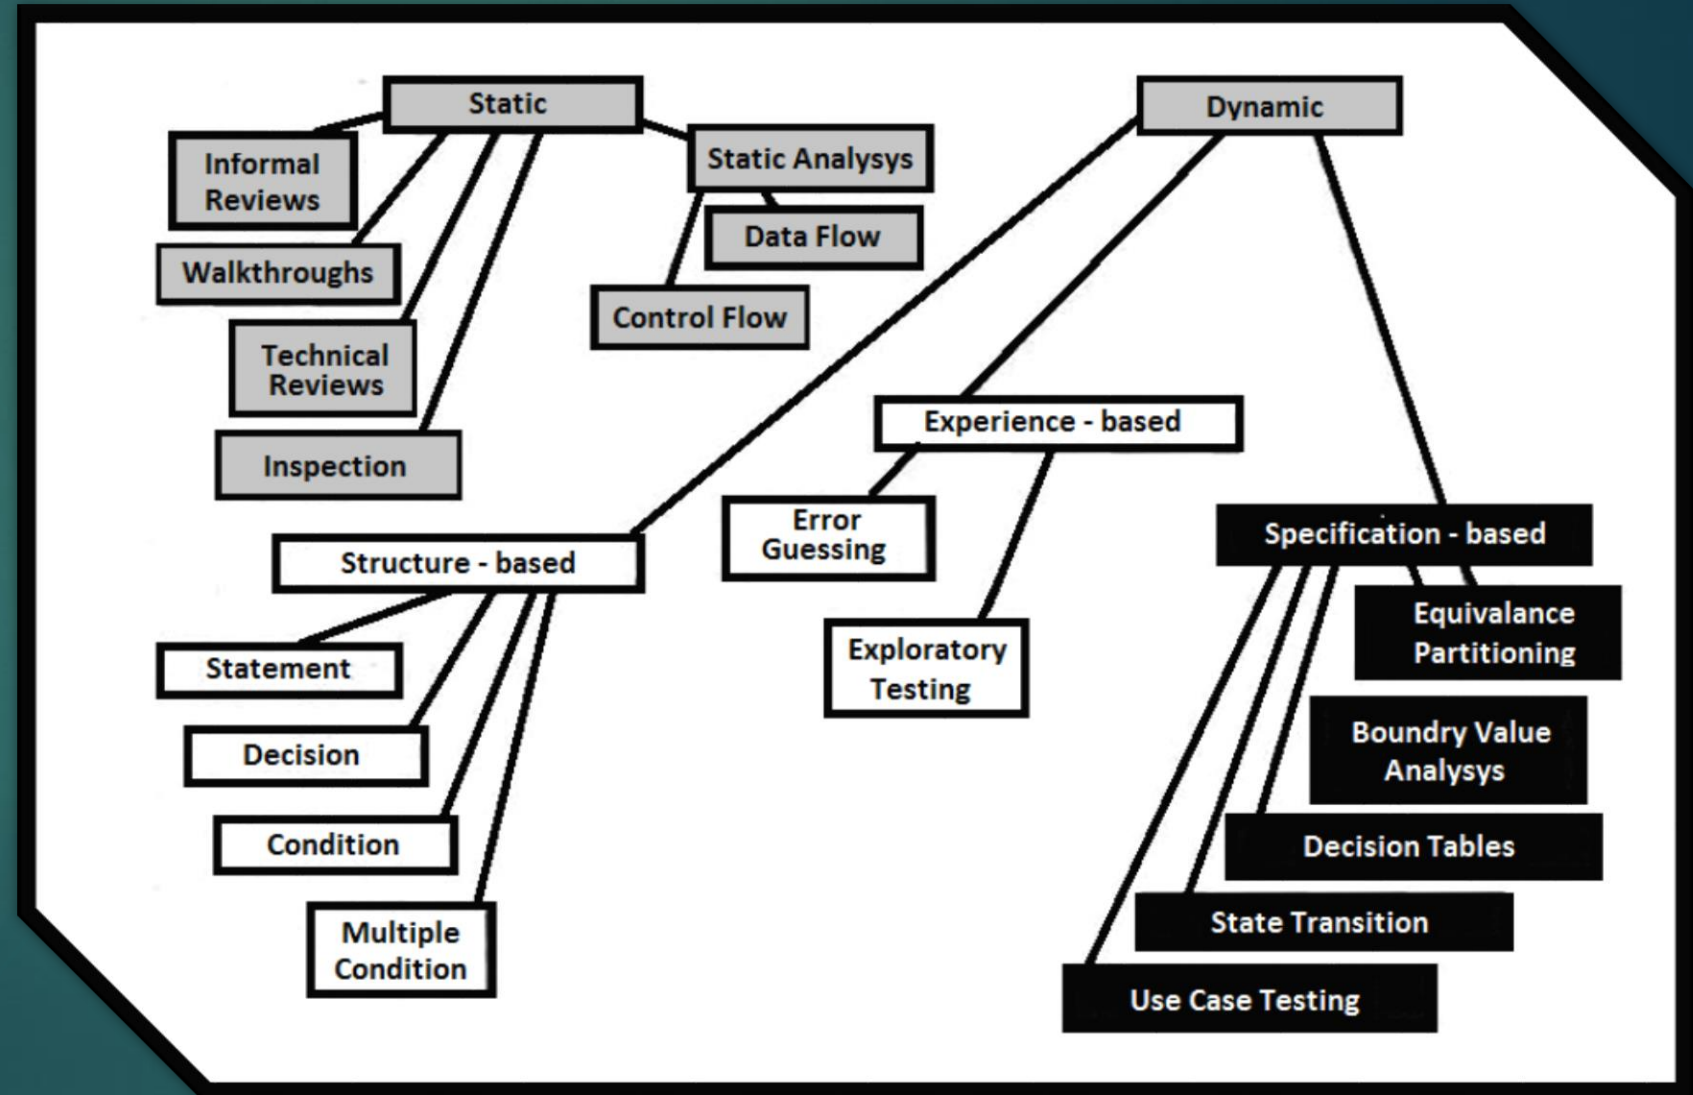 Static
Informal
Reviews
Walkthroughs
Technical
Reviews
Inspection
Static Analysys
Data Flow
Control Flow
Dynamic
Structure - based
Statement
Decision
Condition
Multiple
Condition
Experience - based
Error
Guessing
Exploratory
Testing
Specification - based
Equivalance
Partitioning
Boundry Value
Analysys
Decision Tables
State Transition
Use Case Testing